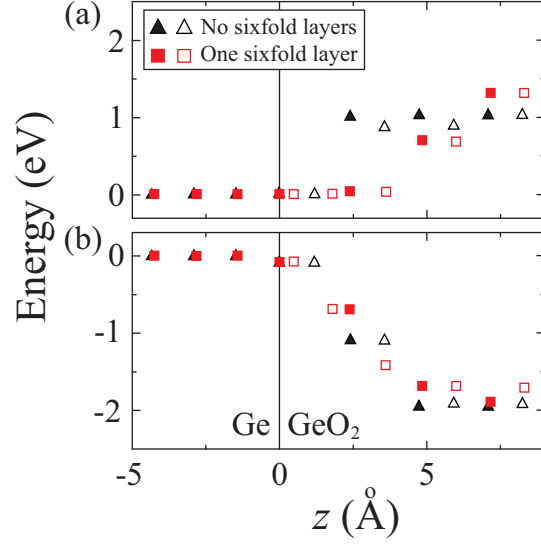 (a)
No sixfold layers
One sixfold layer
2
1
0
(b)
0
-1
-2
Energy (eV)
Ge
GeO₂
-5
0
5
z (Å)